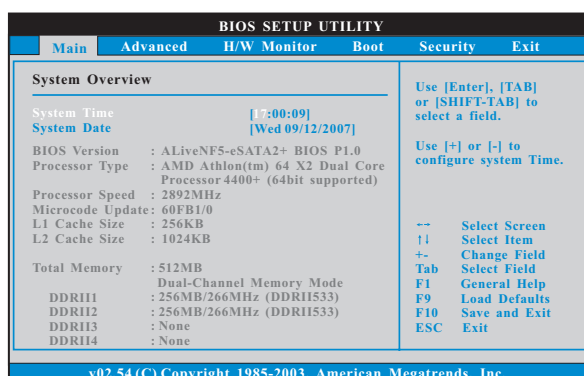 BIOS SETUP UTILITY
Main Advanced H/W Monitor Boot Security Exit
System Overview
System Time [17:00:09]
System Date [Wed 09/12/2007]
BIOS Version : ALiveNF5-eSATA2+ BIOS P1.0
Processor Type : AMD Athlon(tm) 64 X2 Dual Core
Processor 4400+ (64bit supported)
Processor Speed : 2892MHz
Microcode Update : 60FB1/0
L1 Cache Size : 256KB
L2 Cache Size : 1024KB
Total Memory : 512MB
Dual-Channel Memory Mode
DDRII1 : 256MB/266MHz (DDRII533)
DDRII2 : 256MB/266MHz (DDRII533)
DDRII3 : None
DDRII4 : None
Use [Enter], [TAB]
or [SHIFT-TAB] to
select a field.
Use [+] or [-] to
configure system Time.
←→ Select Screen
↑↓ Select Item
+- Change Field
Tab Select Field
F1 General Help
F9 Load Defaults
F10 Save and Exit
ESC Exit
v02.54 (C) Copyright 1985-2003, American Megatrends, Inc.